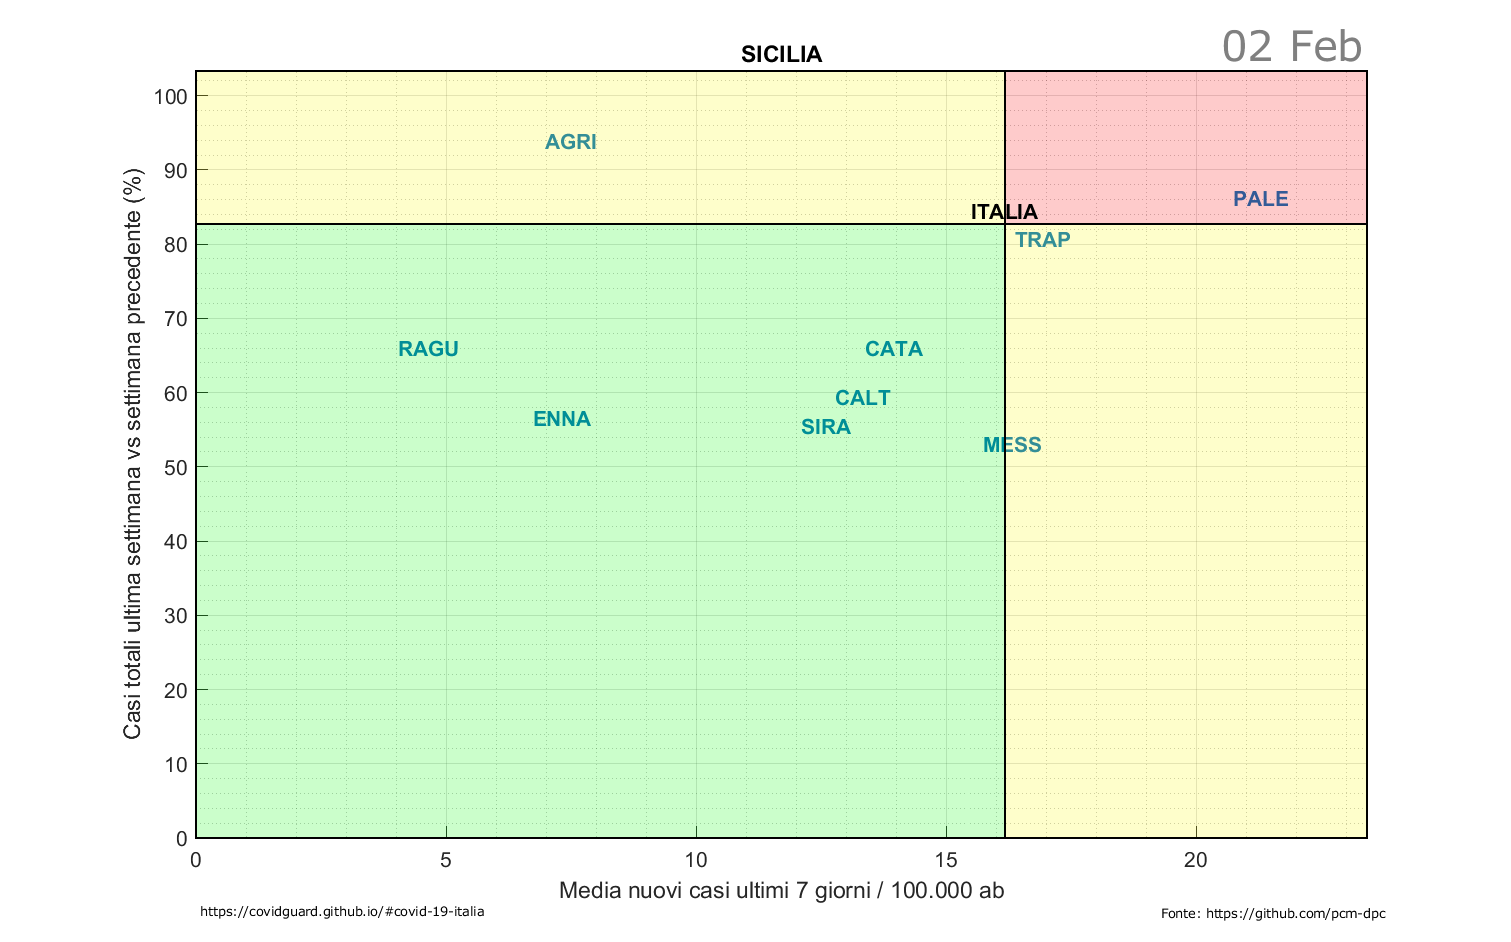 SICILIA
02 Feb
Casi totali ultima settimana vs settimana precedente (%)
100
90
80
70
60
50
40
30
20
10
0
AGRI
PALE
ITALIA
TRAP
RAGU
CATA
CALT
ENNA
SIRA
MESS
0 5 10 15 20
Media nuovi casi ultimi 7 giorni / 100.000 ab
https://covidguard.github.io/#covid-19-italia
Fonte: https://github.com/pcm-dpc